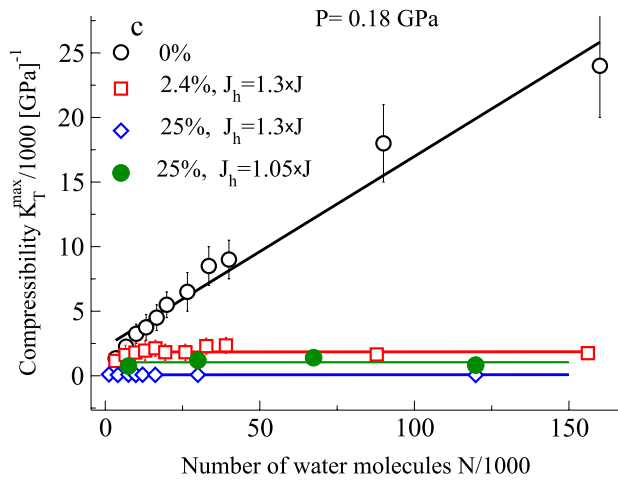 P= 0.18 GPa
c
0%
2.4%, J_h=1.3×J
25%, J_h=1.3×J
25%, J_h=1.05×J
Compressibility K_T^max/1000 [GPa]^-1
25
20
15
10
5
0
0 50 100 150
Number of water molecules N/1000